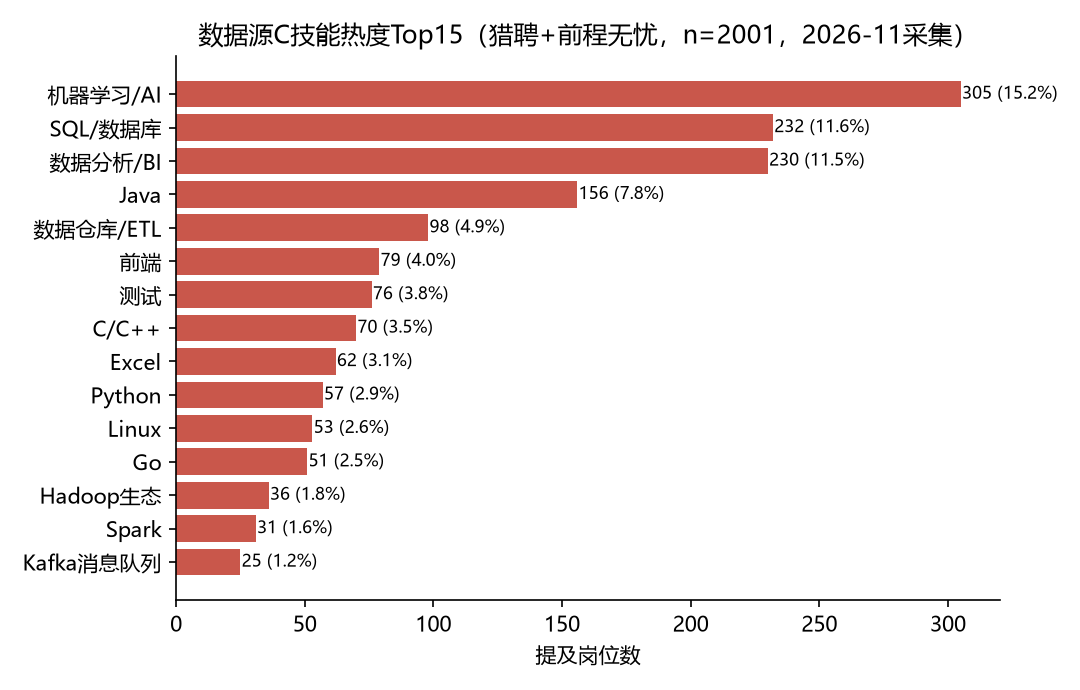 数据源C技能热度Top15（猎聘+前程无忧，n=2001，2026-11采集）
机器学习/AI 305 (15.2%)
SQL/数据库 232 (11.6%)
数据分析/BI 230 (11.5%)
Java 156 (7.8%)
数据仓库/ETL 98 (4.9%)
前端 79 (4.0%)
测试 76 (3.8%)
C/C++ 70 (3.5%)
Excel 62 (3.1%)
Python 57 (2.9%)
Linux 53 (2.6%)
Go 51 (2.5%)
Hadoop生态 36 (1.8%)
Spark 31 (1.6%)
Kafka消息队列 25 (1.2%)
0 50 100 150 200 250 300
提及岗位数